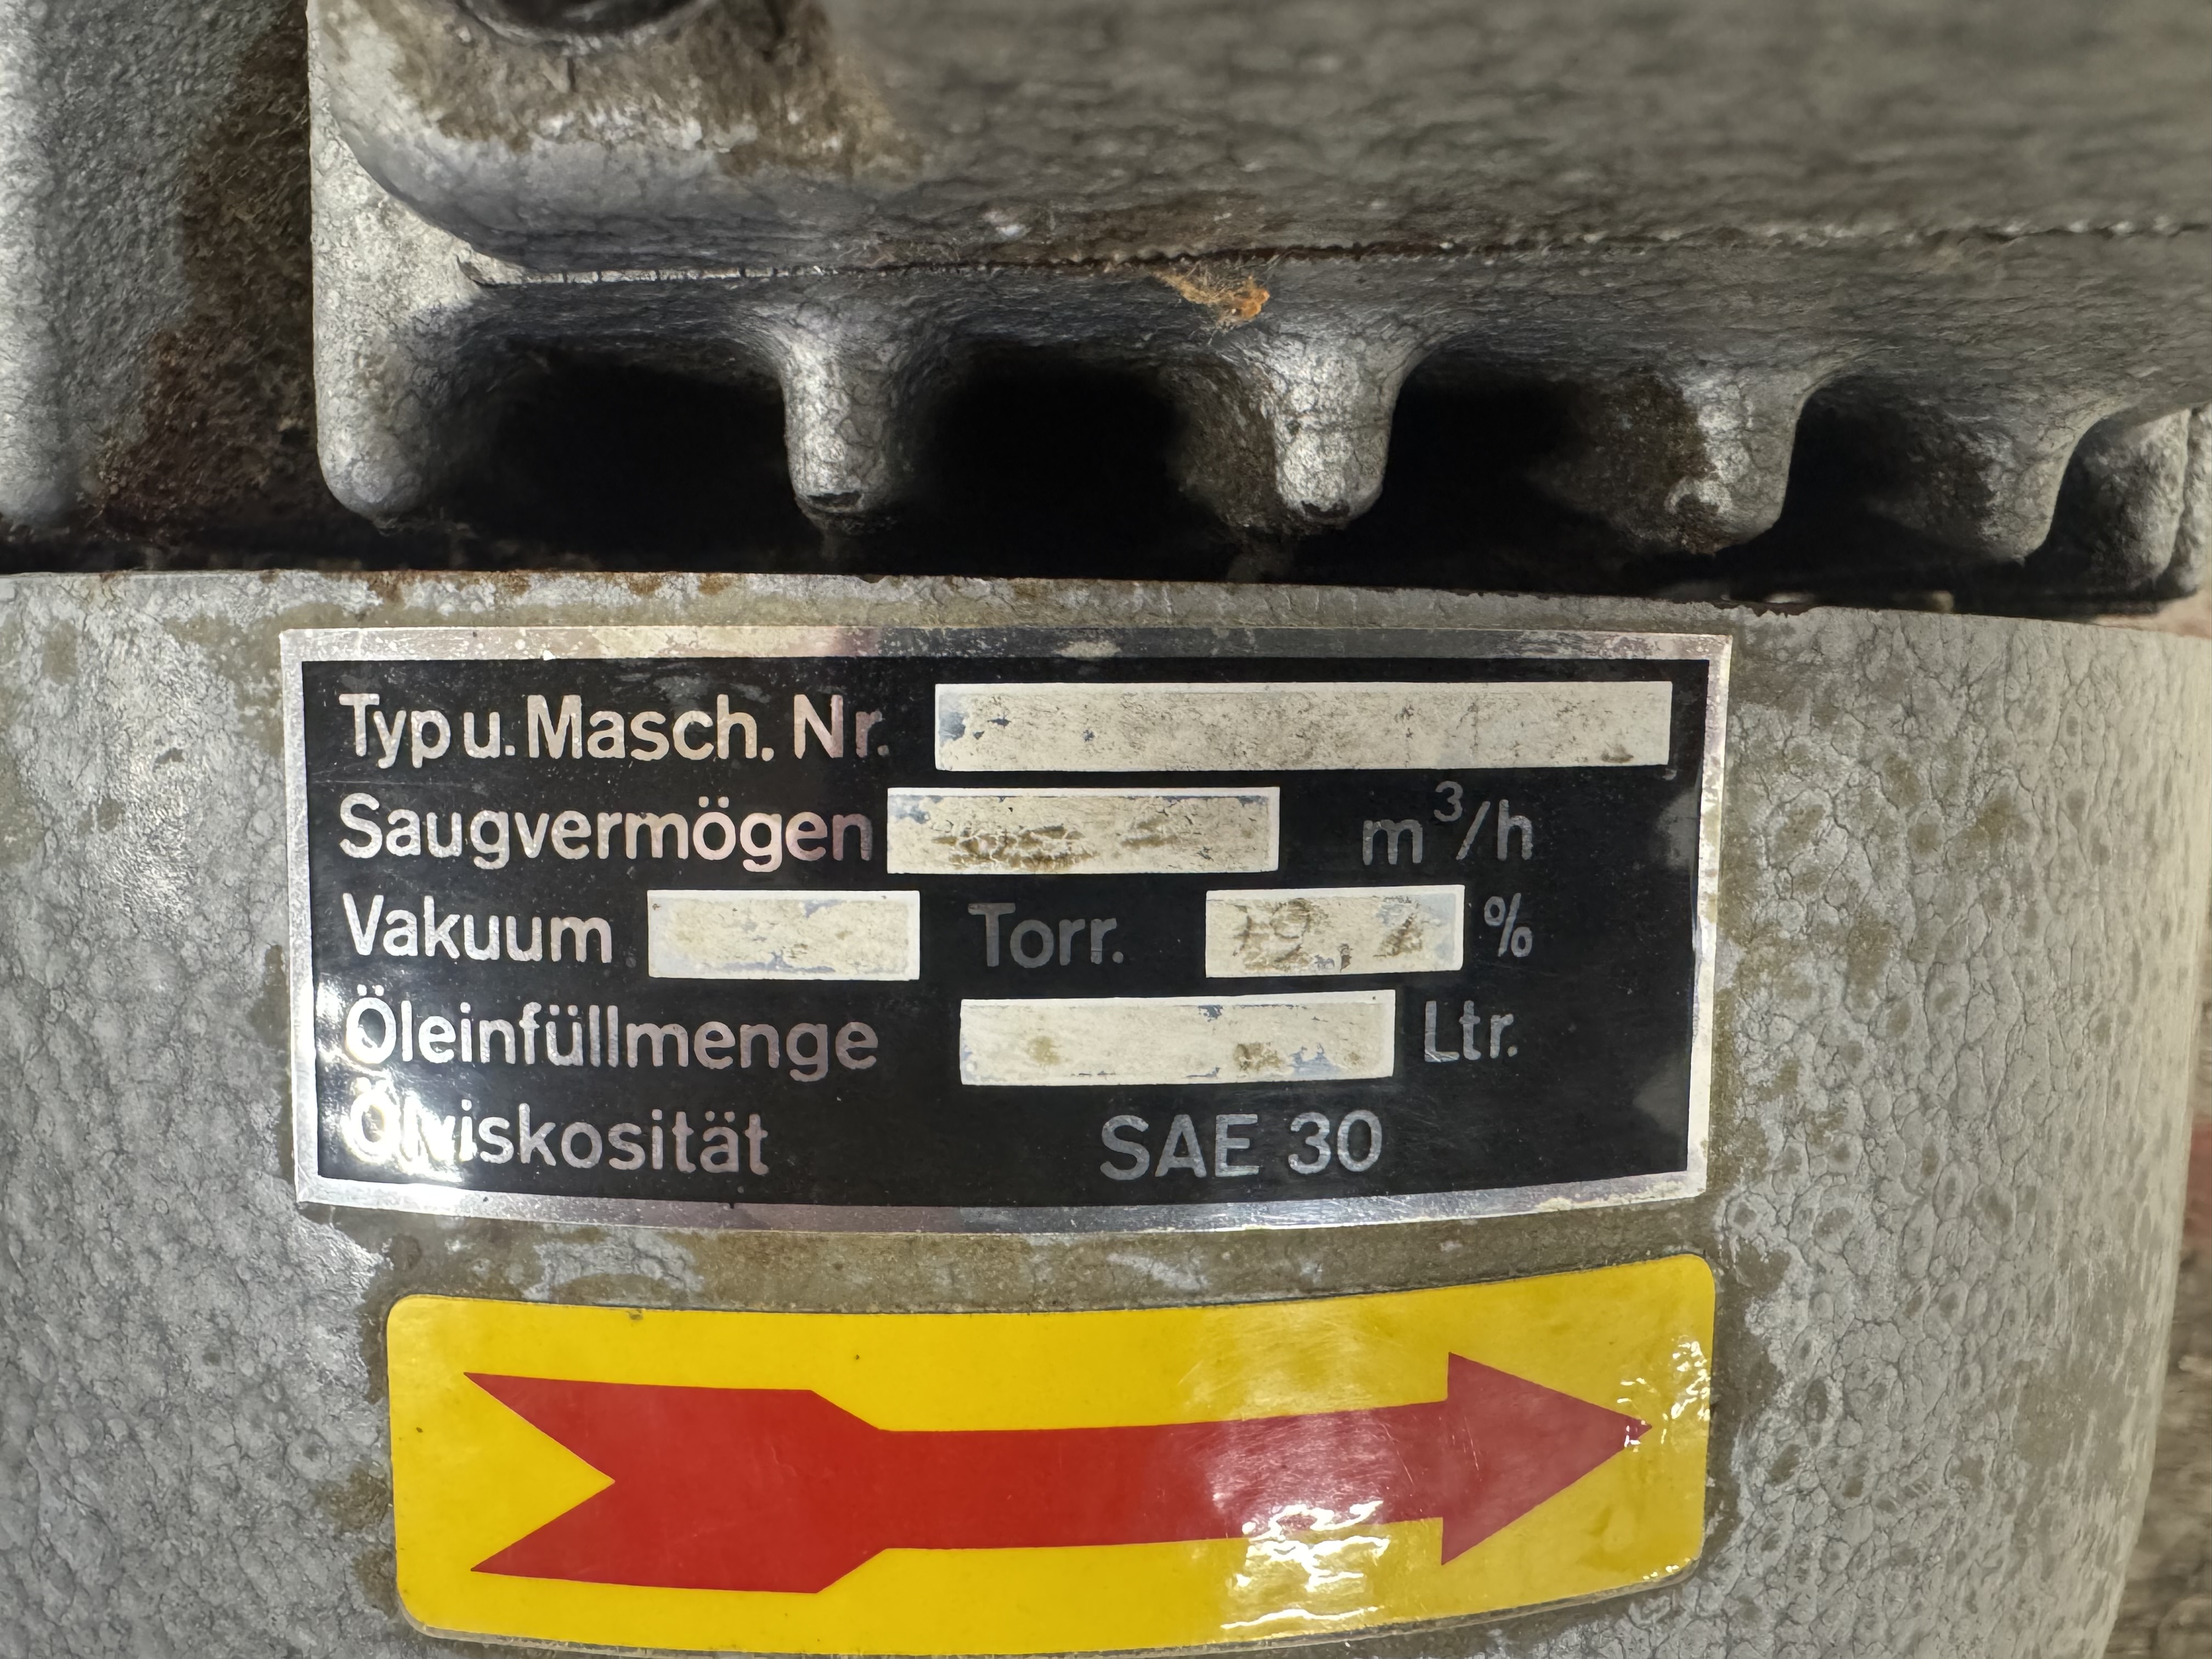 Typ u. Masch. Nr.
Saugvermögen m³/h
Vakuum Torr. %
Öleinfüllmenge Ltr.
Ölviskosität SAE 30